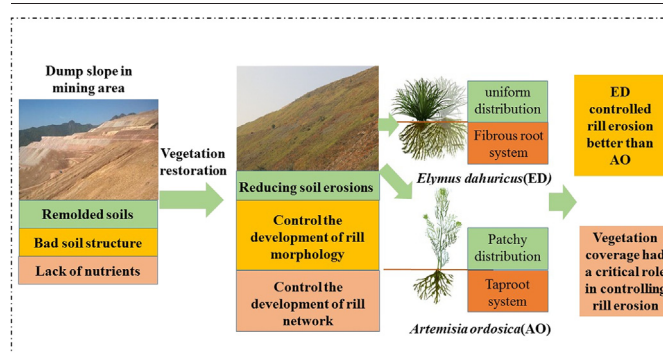 Dump slope in
mining area
Remolded soils
Bad soil structure
Lack of nutrients
Vegetation
restoration
Reducing soil erosions
Control the
development of rill
morphology
Control the
development of rill
network
uniform
distribution
Fibrous root
system
Elymus dahuricus(ED)
Patchy
distribution
Taproot
system
Artemisia ordosica(AO)
ED
controlled
rill erosion
better than
AO
Vegetation
coverage had
a critical role
in controlling
rill erosion